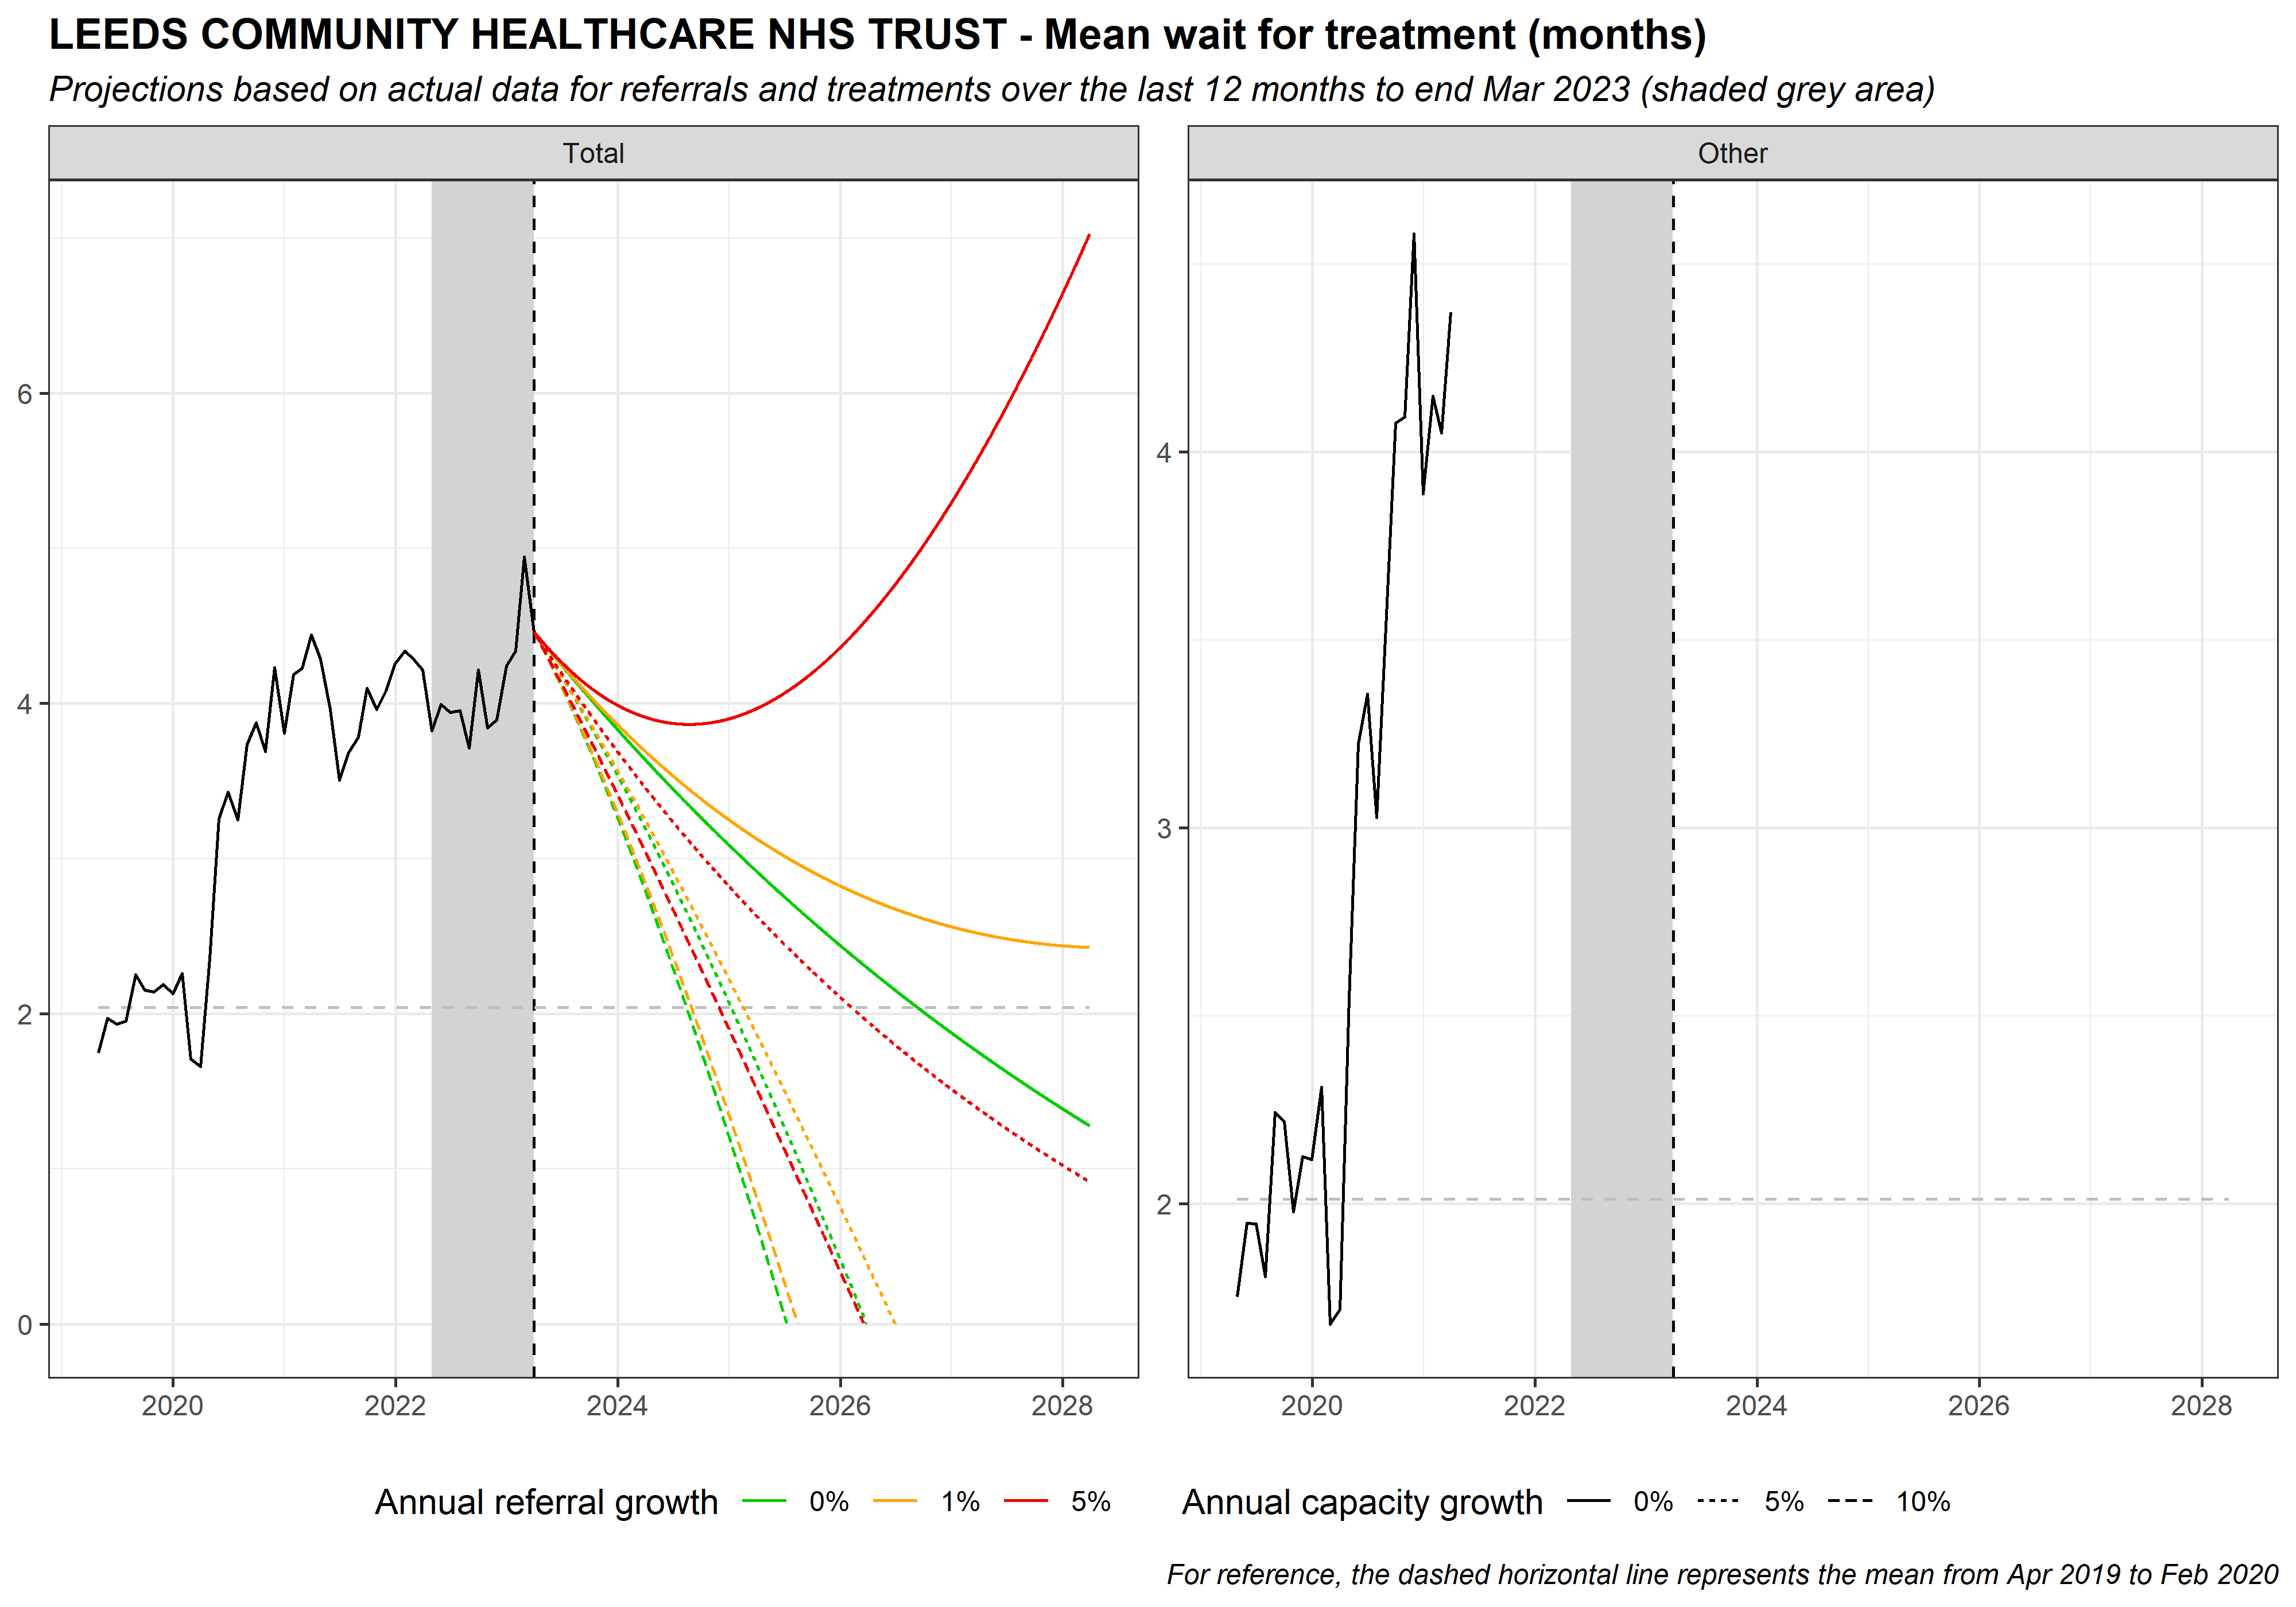 LEEDS COMMUNITY HEALTHCARE NHS TRUST - Mean wait for treatment (months)
Projections based on actual data for referrals and treatments over the last 12 months to end Mar 2023 (shaded grey area)
Total
6
4
2
0
2020 2022 2024 2026 2028
Other
4
3
2
2020 2022 2024 2026 2028
Annual referral growth 0% 1% 5%
Annual capacity growth 0% 5% 10%
For reference, the dashed horizontal line represents the mean from Apr 2019 to Feb 2020